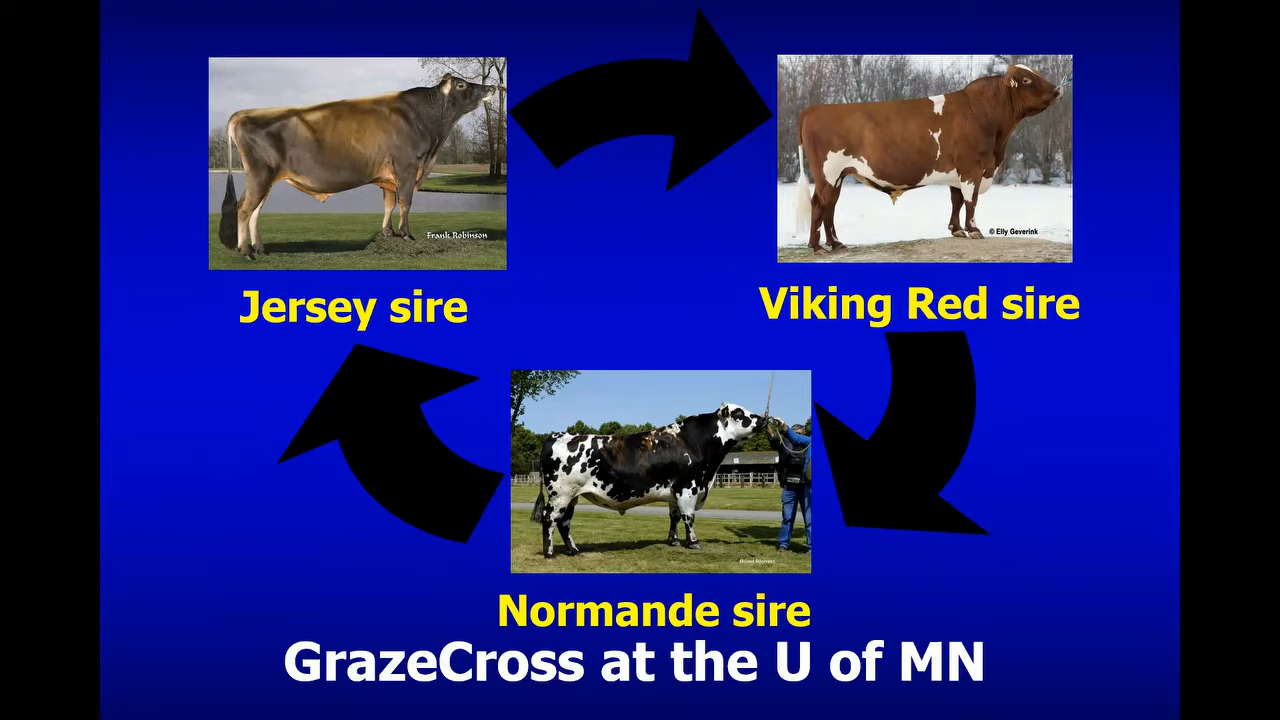 Frank Robinson
© Elly Geverink
Jersey sire
Viking Red sire
Normande sire
GrazeCross at the U of MN